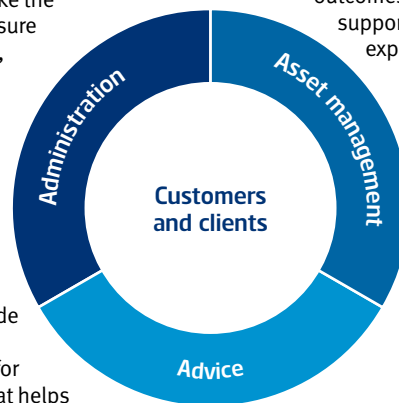 ke the
sure
outcomes
suppor
exp
Administration
Asset management
Customers
and clients
de
for
at helps
Advice